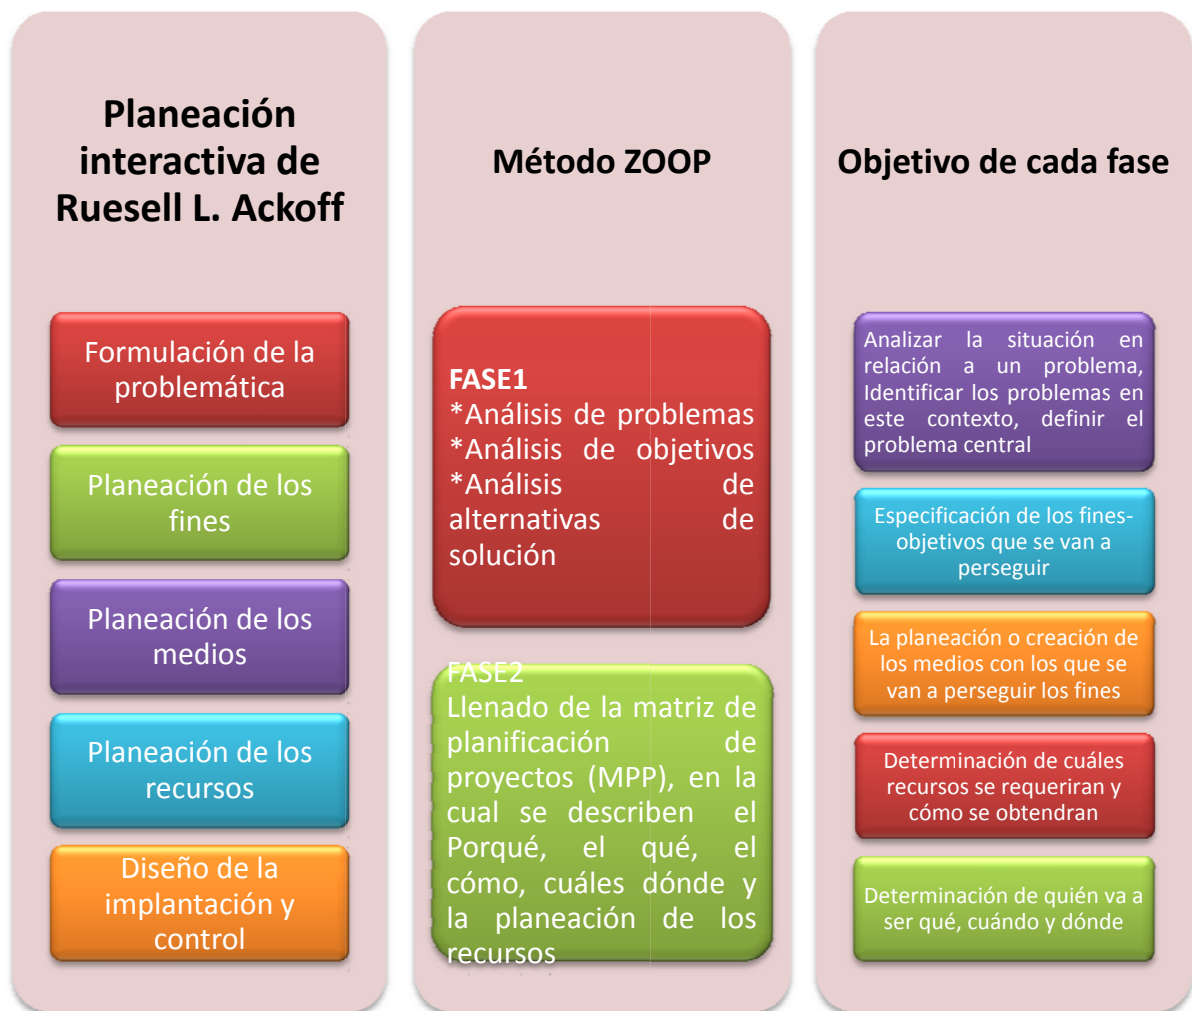 Planeación
interactiva de
Ruesell L. Ackoff
Formulación de la
problemática
Planeación de los
fines
Planeación de los
medios
Planeación de los
recursos
Diseño de la
implantación y
control
Método ZOOP
FASE1
*Análisis de problemas
*Análisis de objetivos
*Análisis de
alternativas de
solución
FASE2
Llenado de la matriz de
planificación de
proyectos (MPP), en la
cual se describen el
Porqué, el qué, el
cómo, cuáles dónde y
la planeación de los
recursos
Objetivo de cada fase
Analizar la situación en
relación a un problema,
Identificar los problemas en
este contexto, definir el
problema central
Especificación de los fines-
objetivos que se van a
perseguir
La planeación o creación de
los medios con los que se
van a perseguir los fines
Determinación de cuáles
recursos se requeriran y
cómo se obtendran
Determinación de quién va a
ser qué, cuándo y dónde